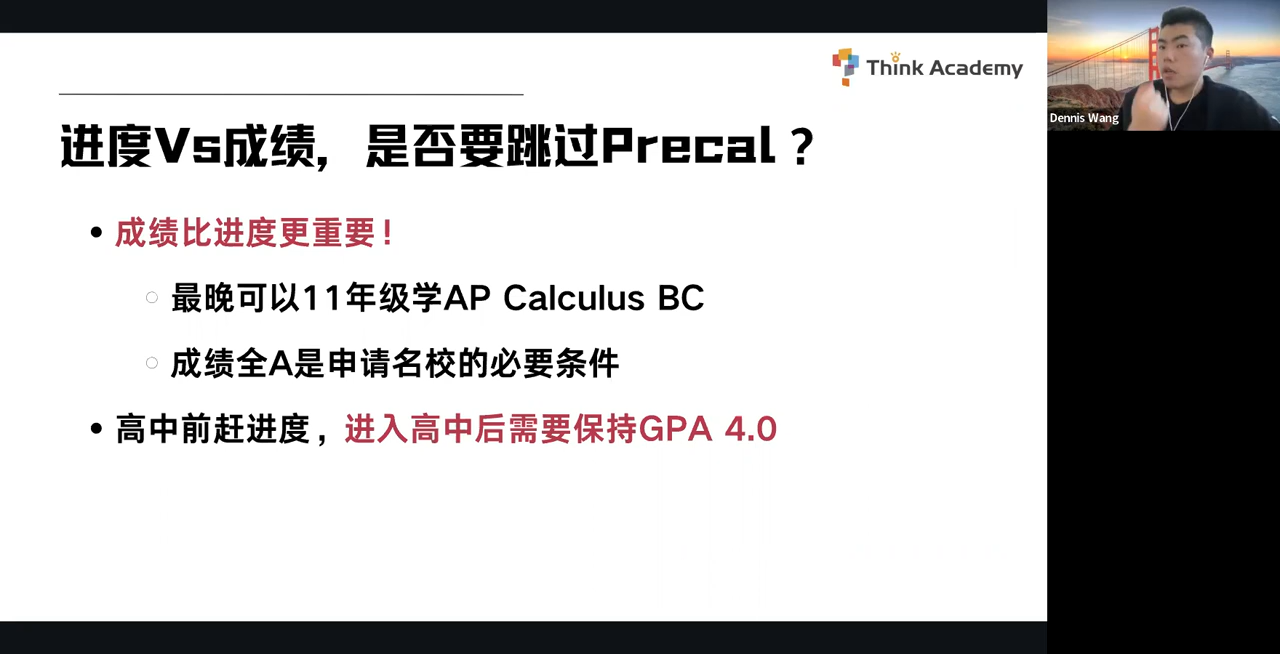 Think Academy
进度Vs成绩，是否要跳过Precal？
成绩比进度更重要！
最晚可以11年级学AP Calculus BC
成绩全A是申请名校的必要条件
高中前赶进度，进入高中后需要保持GPA 4.0
Dennis Wang